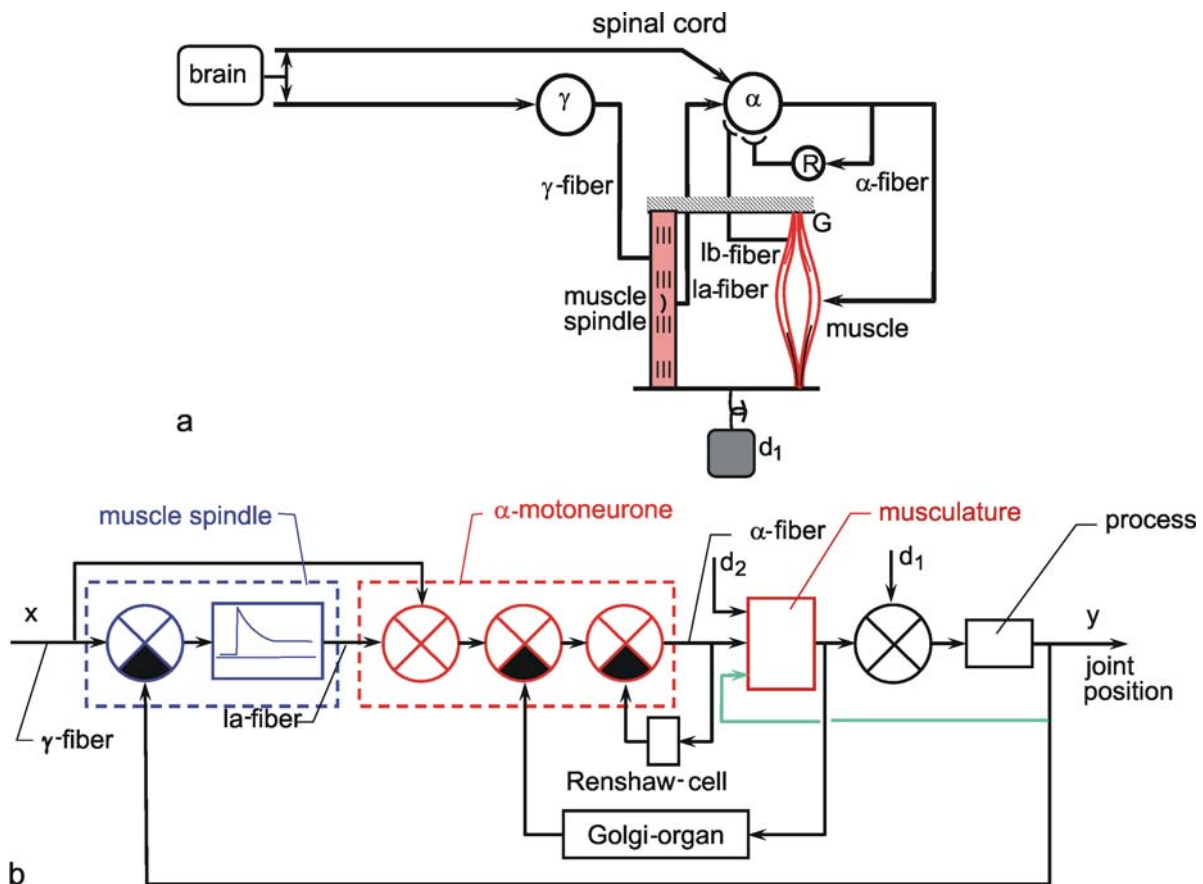 spinal cord
brain
γ
α
R
γ-fiber
α-fiber
G
Ib-fiber
Ia-fiber
muscle
spindle
muscle
a
d1
muscle spindle
α-motoneurone
α-fiber
musculature
process
d2
d1
x
y
joint
position
Ia-fiber
γ-fiber
Renshaw-cell
Golgi-organ
b